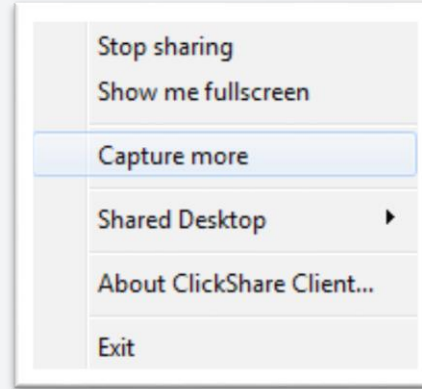 Stop sharing
Show me fullscreen
Capture more
Shared Desktop
About ClickShare Client...
Exit